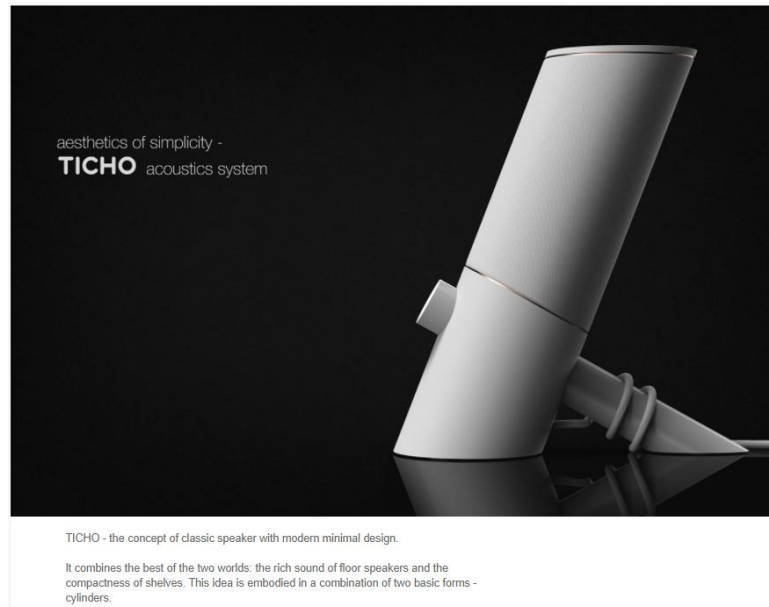 aesthetics of simplicity -
TICHO acoustics system
TICHO - the concept of classic speaker with modern minimal design.
It combines the best of the two worlds: the rich sound of floor speakers and the
compactness of shelves. This idea is embodied in a combination of two basic forms -
cylinders.